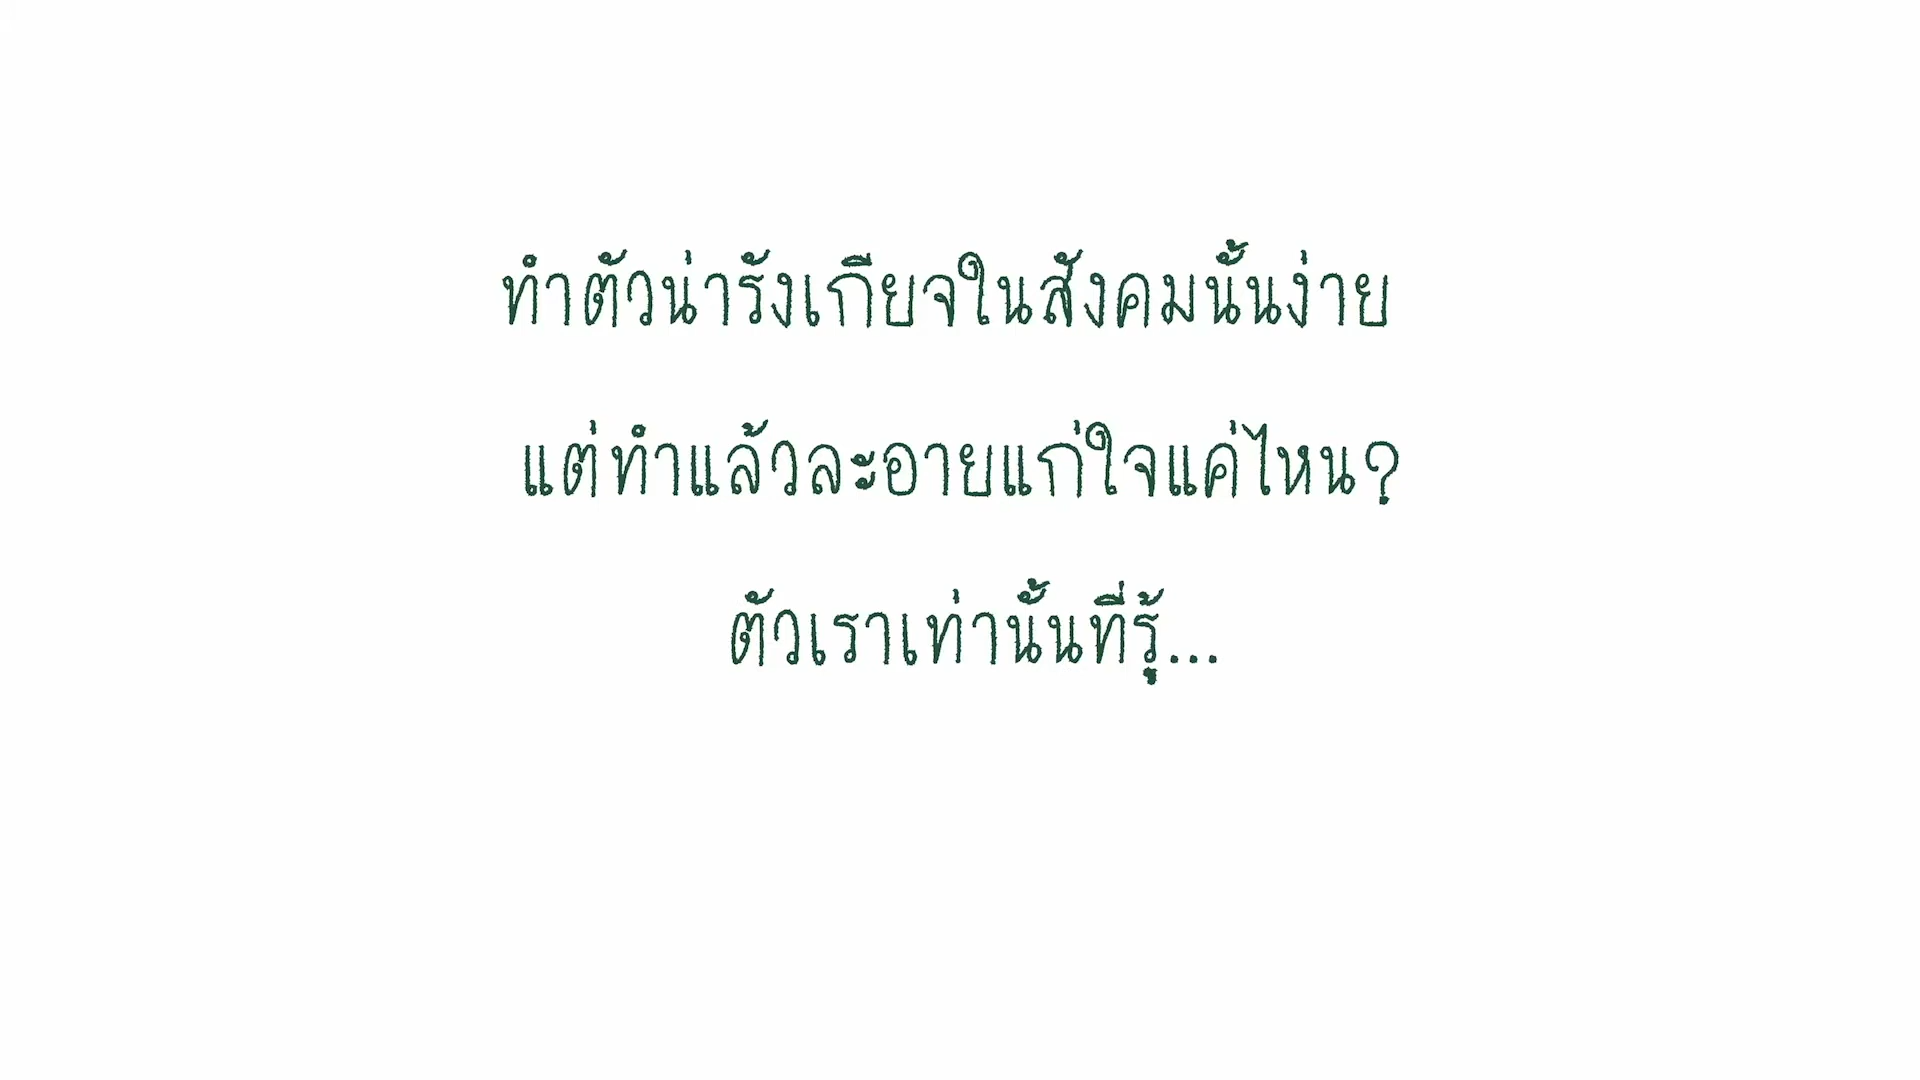 ทำตัวน่ารังเกียจในสังคมนั้นง่าย
แต่ทำแล้วละอายแก่ใจแค่ไหน?
ตัวเราเท่านั้นที่รู้...